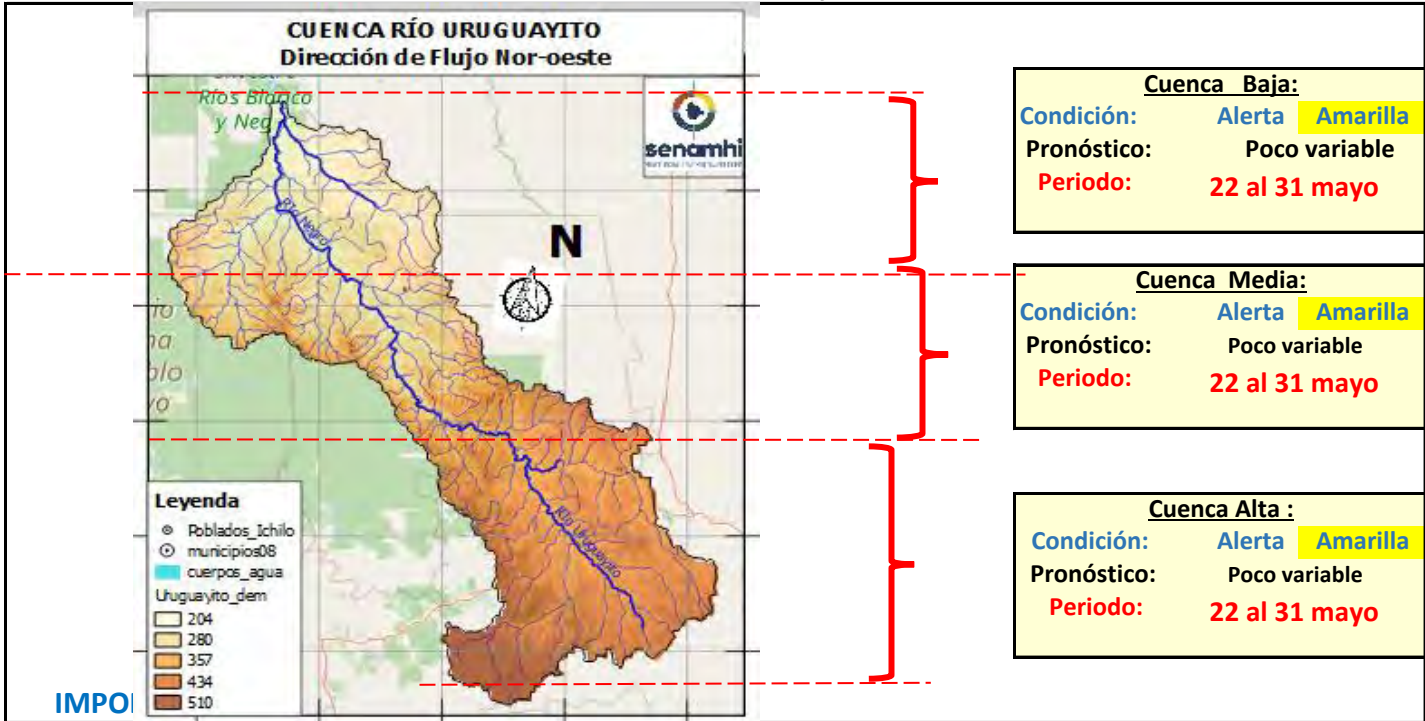 CUENCA RÍO URUGUAYITO
Dirección de Flujo Nor-oeste
Ríos Blanco
y Neg
senamhi
Río Negro
N
Río Uruguayito
Leyenda
Poblados_Ichilo
municipios08
cuerpos_agua
Uruguayito_dem
204
280
357
434
510
IMPO
Cuenca Baja:
Condición: Alerta Amarilla
Pronóstico: Poco variable
Periodo: 22 al 31 mayo
Cuenca Media:
Condición: Alerta Amarilla
Pronóstico: Poco variable
Periodo: 22 al 31 mayo
Cuenca Alta :
Condición: Alerta Amarilla
Pronóstico: Poco variable
Periodo: 22 al 31 mayo